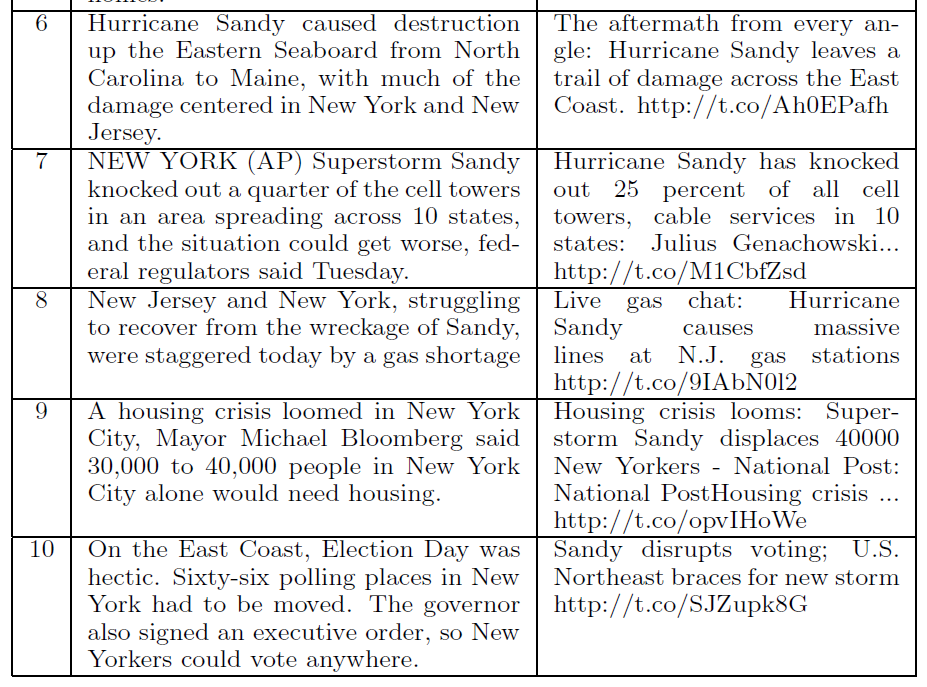 homes.
6 Hurricane Sandy caused destruction
up the Eastern Seaboard from North
Carolina to Maine, with much of the
damage centered in New York and New
Jersey.
The aftermath from every an-
gle: Hurricane Sandy leaves a
trail of damage across the East
Coast. http://t.co/Ah0EPafh
7 NEW YORK (AP) Superstorm Sandy
knocked out a quarter of the cell towers
in an area spreading across 10 states,
and the situation could get worse, fed-
eral regulators said Tuesday.
Hurricane Sandy has knocked
out 25 percent of all cell
towers, cable services in 10
states: Julius Genachowski...
http://t.co/M1CbfZsd
8 New Jersey and New York, struggling
to recover from the wreckage of Sandy,
were staggered today by a gas shortage
Live gas chat: Hurricane
Sandy causes massive
lines at N.J. gas stations
http://t.co/9IAbN0l2
9 A housing crisis loomed in New York
City, Mayor Michael Bloomberg said
30,000 to 40,000 people in New York
City alone would need housing.
Housing crisis looms: Super-
storm Sandy displaces 40000
New Yorkers - National Post:
National PostHousing crisis ...
http://t.co/opvIHoWe
10 On the East Coast, Election Day was
hectic. Sixty-six polling places in New
York had to be moved. The governor
also signed an executive order, so New
Yorkers could vote anywhere.
Sandy disrupts voting; U.S.
Northeast braces for new storm
http://t.co/SJZupk8G